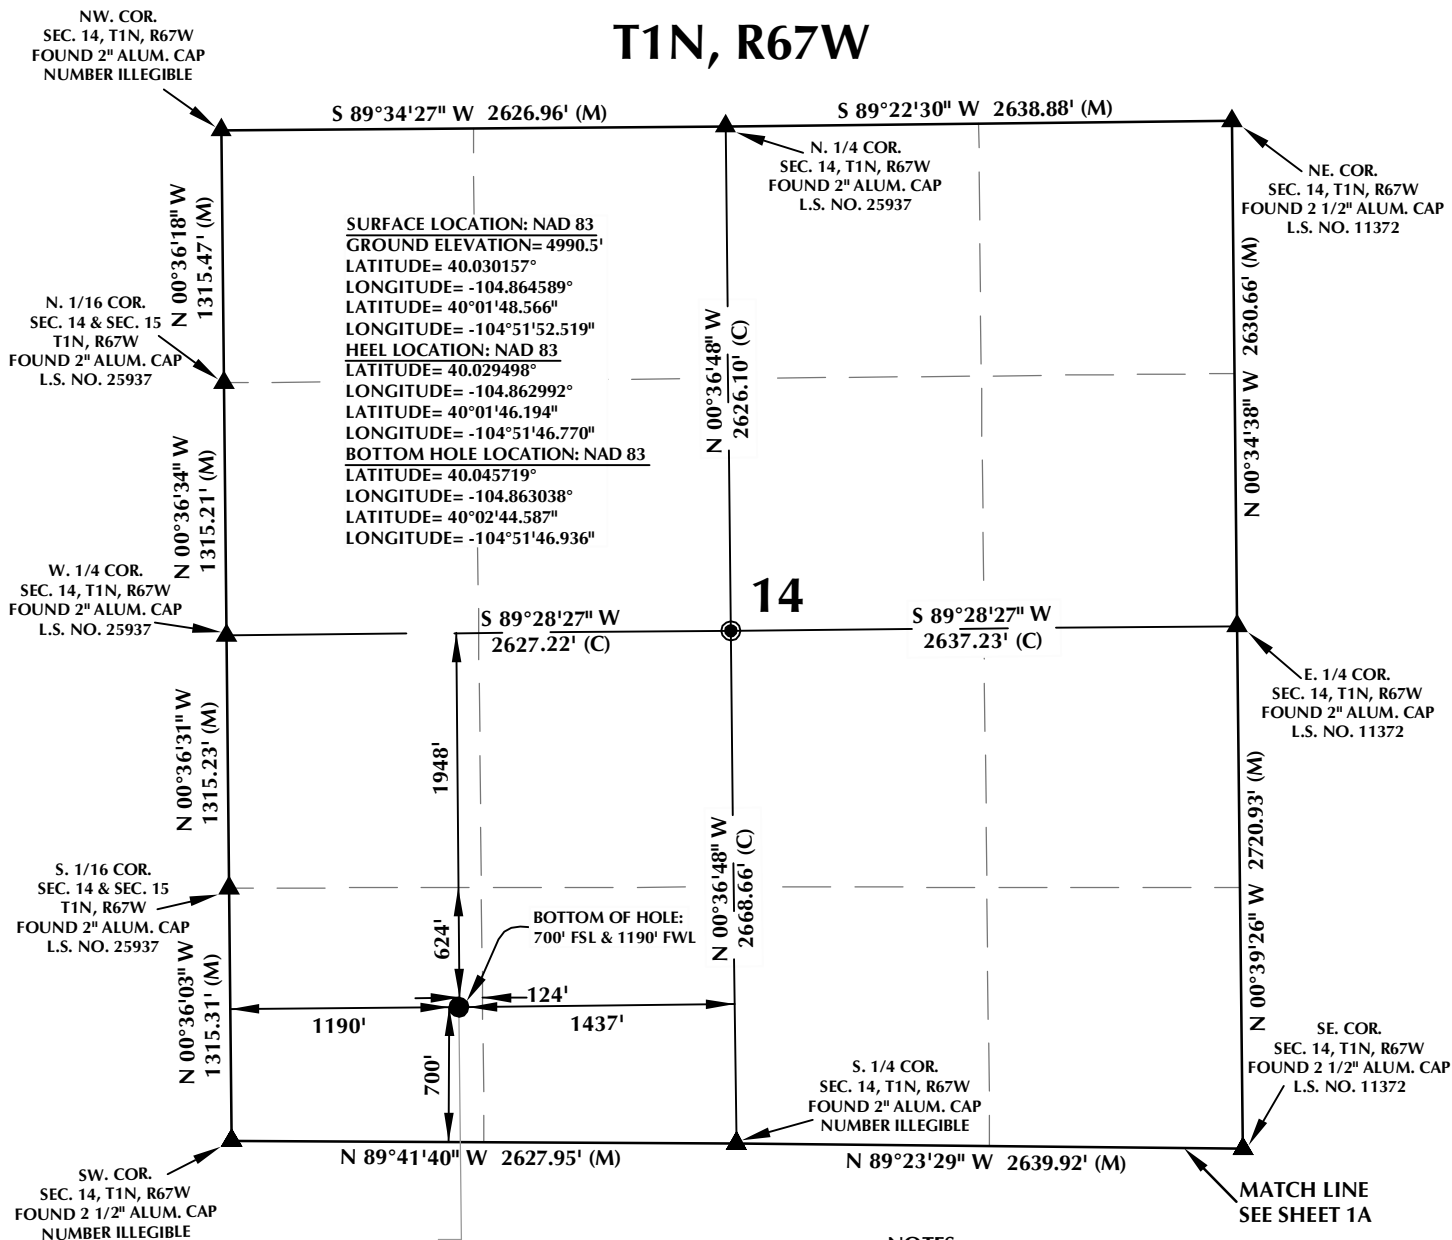 T1N, R67W
NW. COR.
SEC. 14, T1N, R67W
FOUND 2" ALUM. CAP
NUMBER ILLEGIBLE
S 89°34'27" W 2626.96' (M)
S 89°22'30" W 2638.88' (M)
N. 1/4 COR.
SEC. 14, T1N, R67W
FOUND 2" ALUM. CAP
L.S. NO. 25937
NE. COR.
SEC. 14, T1N, R67W
FOUND 2 1/2" ALUM. CAP
L.S. NO. 11372
N 00°36'18" W
1315.47' (M)
SURFACE LOCATION: NAD 83
GROUND ELEVATION= 4990.5'
LATITUDE= 40.030157°
LONGITUDE= -104.864589°
LATITUDE= 40°01'48.566"
LONGITUDE= -104°51'52.519"
HEEL LOCATION: NAD 83
LATITUDE= 40.029498°
LONGITUDE= -104.862992°
LATITUDE= 40°01'46.194"
LONGITUDE= -104°51'46.770"
BOTTOM HOLE LOCATION: NAD 83
LATITUDE= 40.045719°
LONGITUDE= -104.863038°
LATITUDE= 40°02'44.587"
LONGITUDE= -104°51'46.936"
N 00°36'48" W
2626.10' (C)
N 00°34'38" W 2630.66' (M)
N. 1/16 COR.
SEC. 14 & SEC. 15
T1N, R67W
FOUND 2" ALUM. CAP
L.S. NO. 25937
N 00°36'34" W
1315.21' (M)
W. 1/4 COR.
SEC. 14, T1N, R67W
FOUND 2" ALUM. CAP
L.S. NO. 25937
14
S 89°28'27" W
2627.22' (C)
S 89°28'27" W
2637.23' (C)
E. 1/4 COR.
SEC. 14, T1N, R67W
FOUND 2" ALUM. CAP
L.S. NO. 11372
N 00°36'31" W
1315.23' (M)
1948'
N 00°36'48" W
2668.66' (C)
N 00°39'26" W 2720.93' (M)
S. 1/16 COR.
SEC. 14 & SEC. 15
T1N, R67W
FOUND 2" ALUM. CAP
L.S. NO. 25937
624'
BOTTOM OF HOLE:
700' FSL & 1190' FWL
N 00°36'03" W
1315.31' (M)
124'
1190'
1437'
700'
S. 1/4 COR.
SEC. 14, T1N, R67W
FOUND 2" ALUM. CAP
NUMBER ILLEGIBLE
SE. COR.
SEC. 14, T1N, R67W
FOUND 2 1/2" ALUM. CAP
L.S. NO. 11372
N 89°41'40" W 2627.95' (M)
N 89°23'29" W 2639.92' (M)
SW. COR.
SEC. 14, T1N, R67W
FOUND 2 1/2" ALUM. CAP
NUMBER ILLEGIBLE
MATCH LINE
SEE SHEET 1A